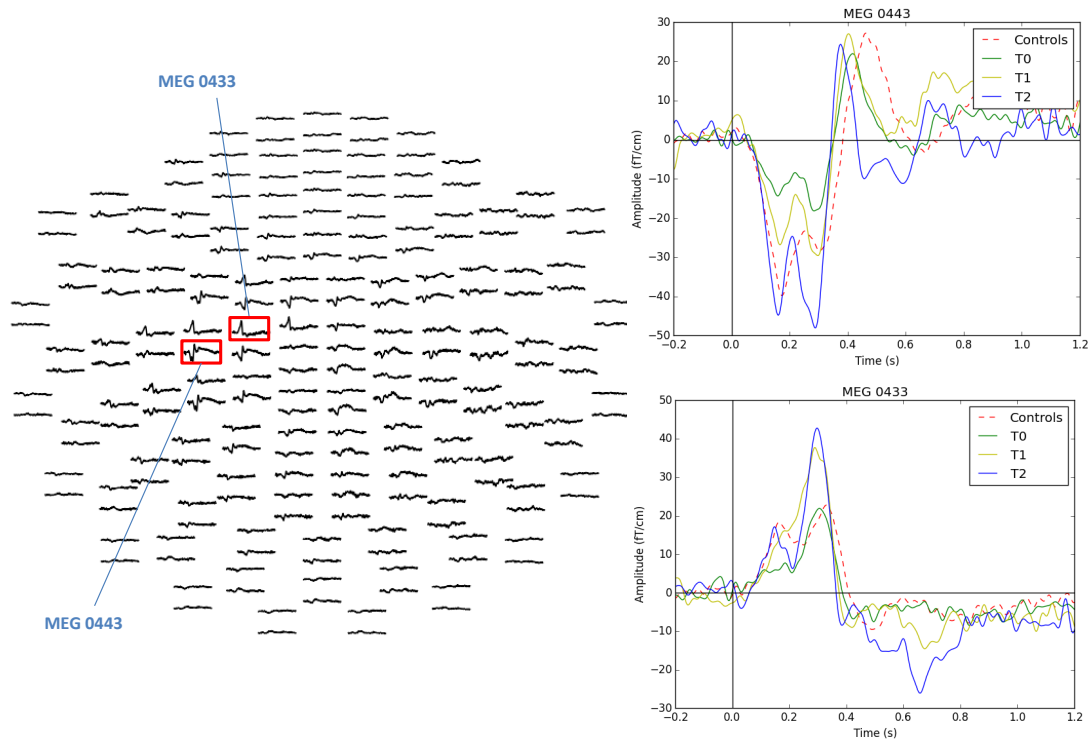 MEG 0433
MEG 0443
MEG 0443
30
20
10
0
−10
−20
−30
−40
−50
Amplitude (fT/cm)
−0.2
0.0
0.2
0.4
0.6
0.8
1.0
1.2
Time (s)
Controls
T0
T1
T2
MEG 0433
50
40
30
20
10
0
−10
−20
−30
Amplitude (fT/cm)
−0.2
0.0
0.2
0.4
0.6
0.8
1.0
1.2
Time (s)
Controls
T0
T1
T2